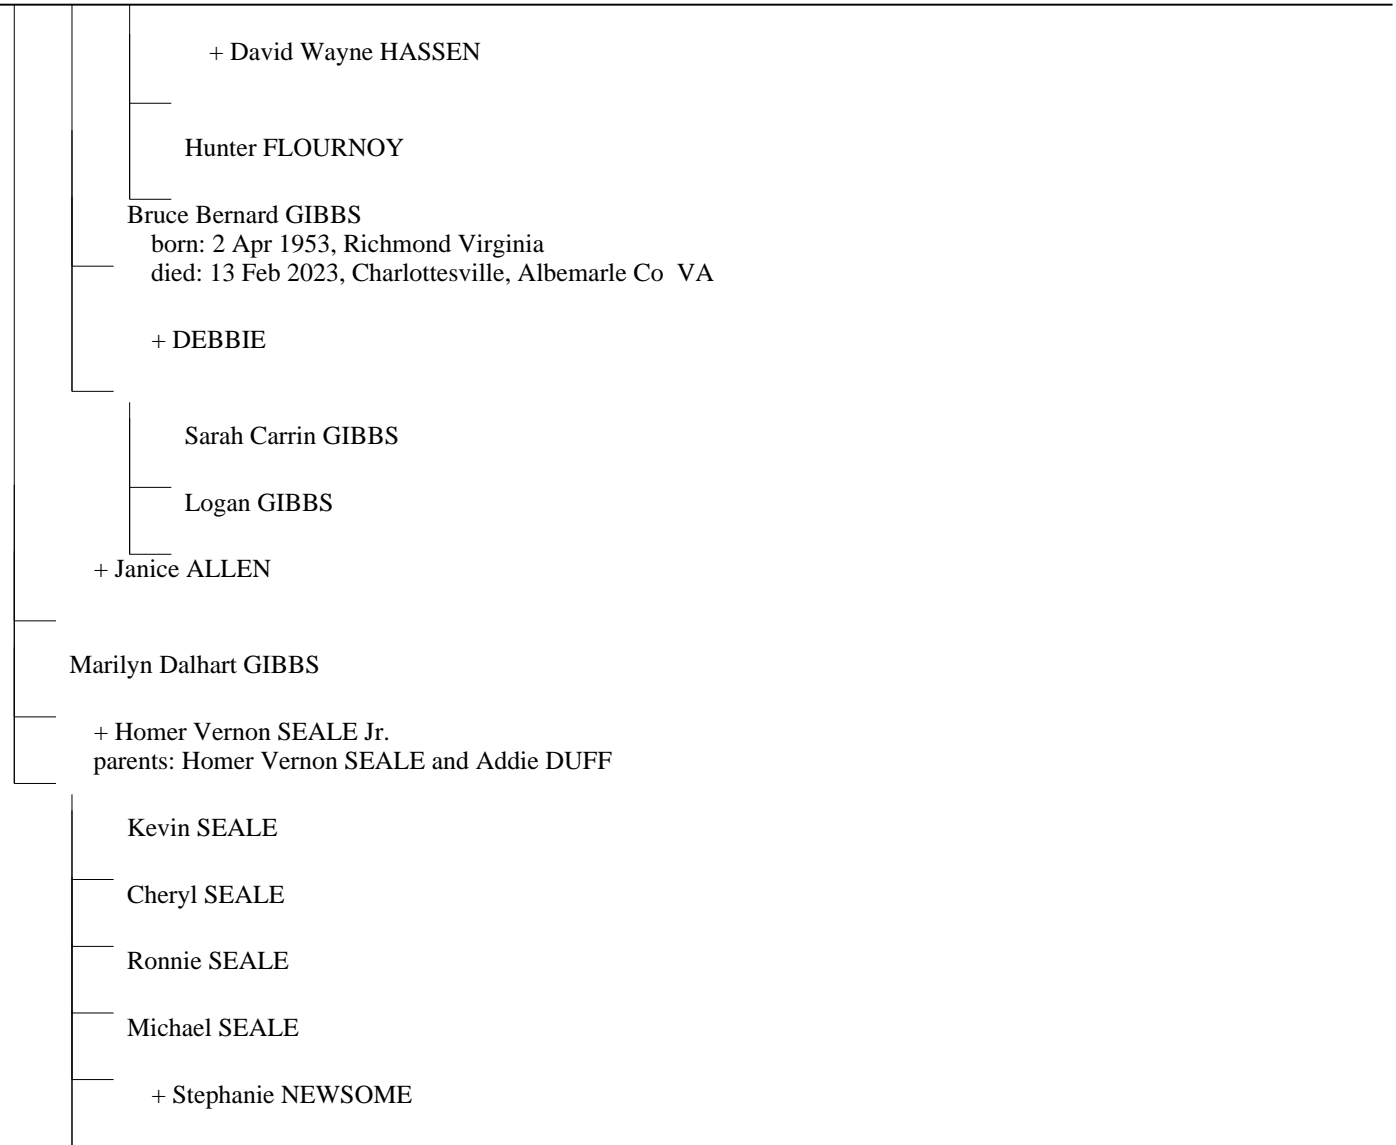 + David Wayne HASSEN
Hunter FLOURNOY
Bruce Bernard GIBBS
born: 2 Apr 1953, Richmond Virginia
died: 13 Feb 2023, Charlottesville, Albemarle Co  VA
+ DEBBIE
Sarah Carrin GIBBS
Logan GIBBS
+ Janice ALLEN
Marilyn Dalhart GIBBS
+ Homer Vernon SEALE Jr.
parents: Homer Vernon SEALE and Addie DUFF
Kevin SEALE
Cheryl SEALE
Ronnie SEALE
Michael SEALE
+ Stephanie NEWSOME